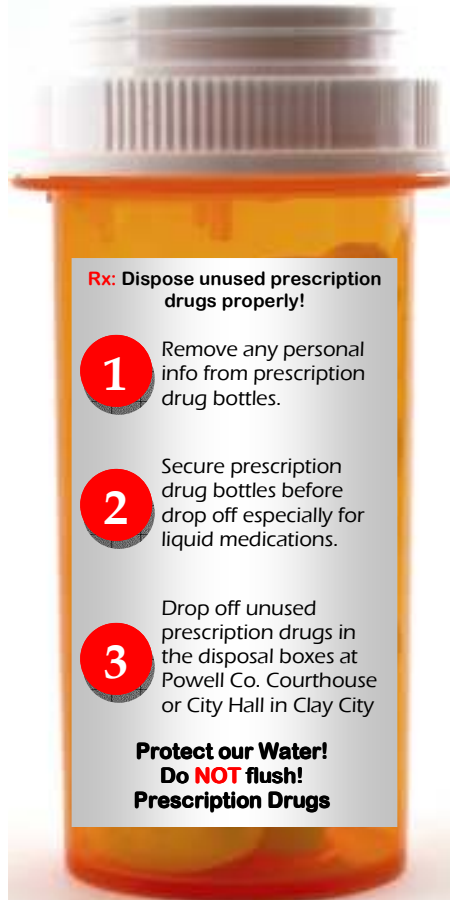 Rx: Dispose unused prescription
drugs properly!
1
Remove any personal
info from prescription
drug bottles.
2
Secure prescription
drug bottles before
drop off especially for
liquid medications.
3
Drop off unused
prescription drugs in
the disposal boxes at
Powell Co. Courthouse
or City Hall in Clay City
Protect our Water!
Do NOT flush!
Prescription Drugs